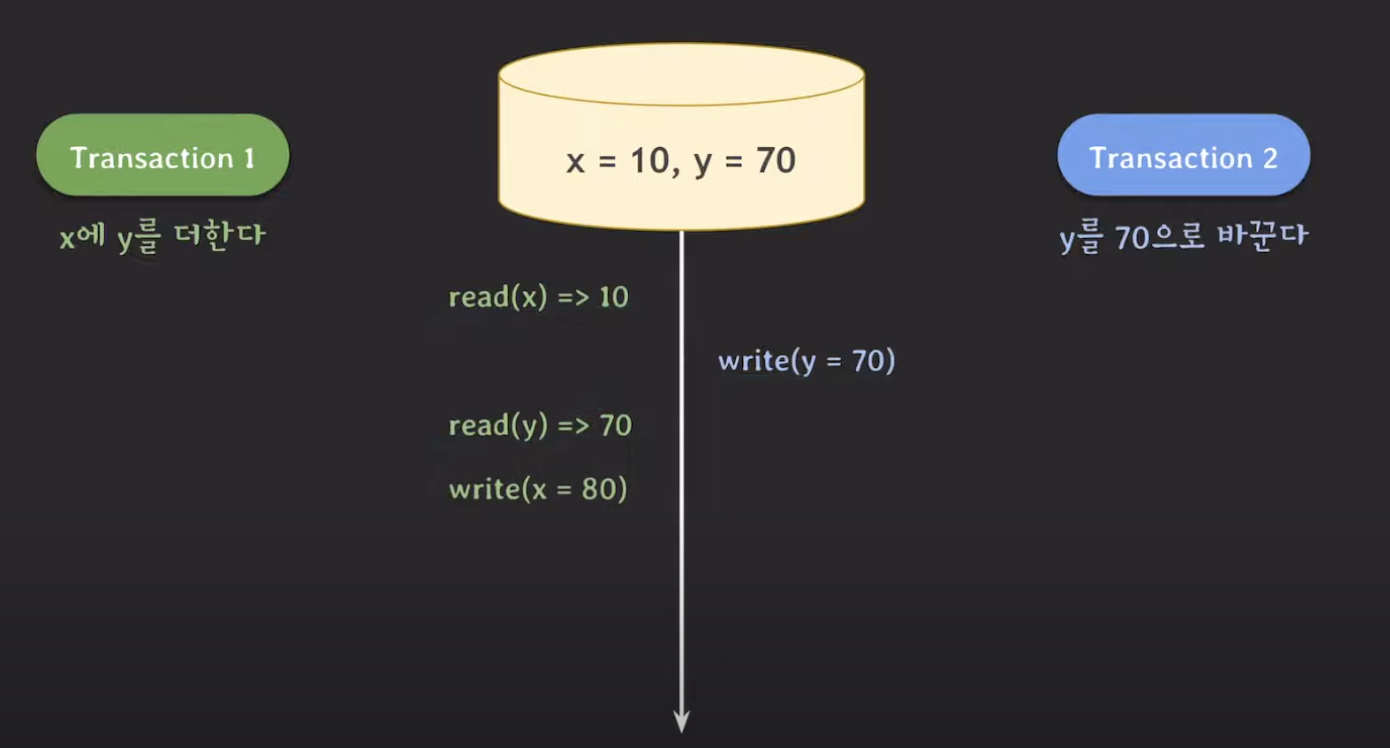 Transaction 1
x에 y를 더한다
x = 10, y = 70
Transaction 2
y를 70으로 바꾼다
read(x) => 10
write(y = 70)
read(y) => 70
write(x = 80)